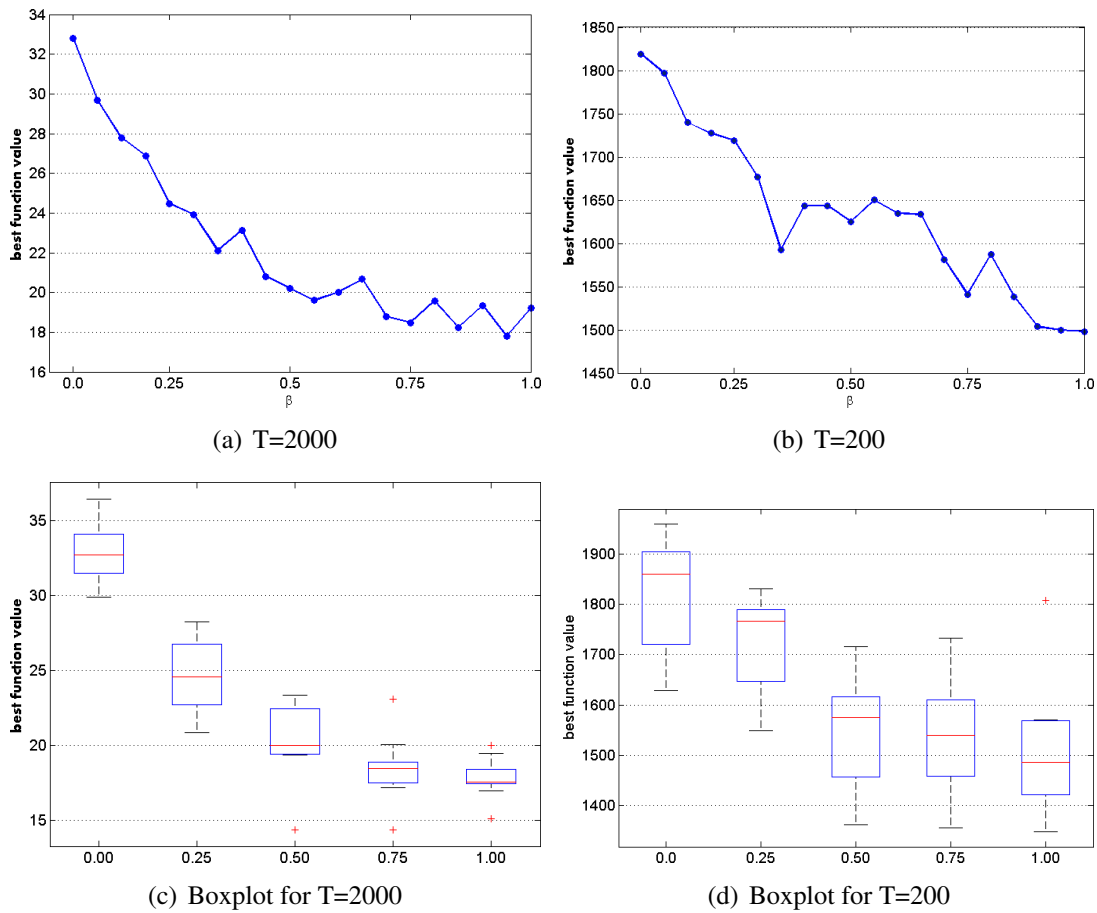 best function value
34
32
30
28
26
24
22
20
18
16
0.0 0.25 0.5 0.75 1.0
β
(a) T=2000
best function value
1850
1800
1750
1700
1650
1600
1550
1500
1450
0.0 0.25 0.50 0.75 1.0
β
(b) T=200
best function value
35
30
25
20
15
0.00 0.25 0.50 0.75 1.00
(c) Boxplot for T=2000
best function value
1900
1800
1700
1600
1500
1400
0.0 0.25 0.50 0.75 1.00
(d) Boxplot for T=200